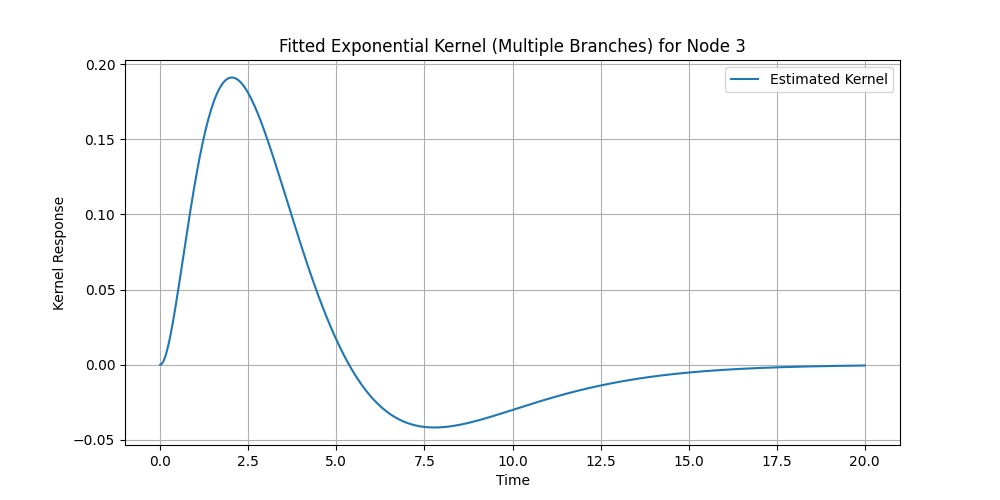 Fitted Exponential Kernel (Multiple Branches) for Node 3
Estimated Kernel
Kernel Response
0.20
0.15
0.10
0.05
0.00
−0.05
0.0 2.5 5.0 7.5 10.0 12.5 15.0 17.5 20.0
Time